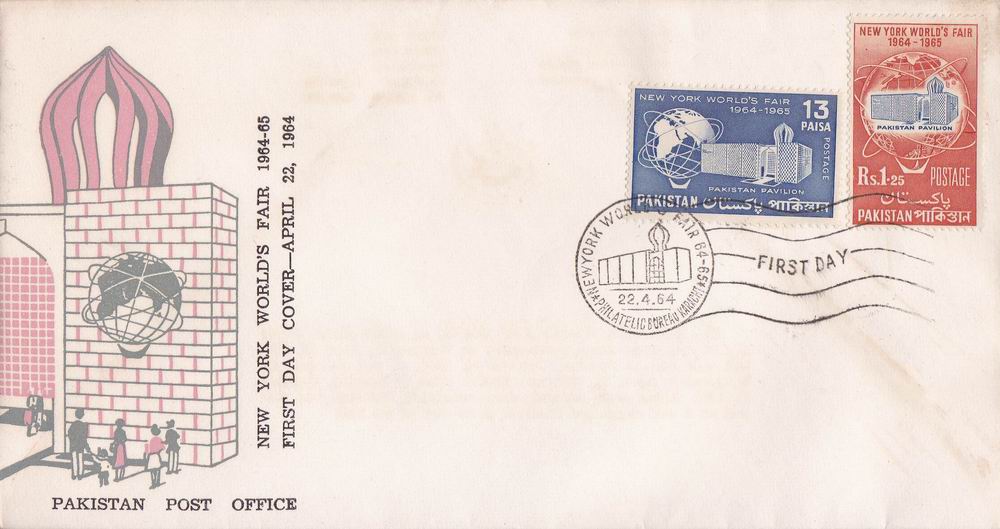 NEW YORK WORLD'S FAIR 1964-65
FIRST DAY COVER—APRIL 22, 1964
PAKISTAN POST OFFICE
NEW YORK WORLD'S FAIR
1964-1965
13
PAISA
POSTAGE
PAKISTAN PAVILION
PAKISTAN پاکستان পাকিস্তান
NEW YORK WORLD'S FAIR
1964-1965
PAKISTAN PAVILION
Rs.1·25 POSTAGE
پاکستان
PAKISTAN পাকিস্তান
NEW YORK WORLD'S FAIR 64-65
22.4.64
PHILATELIC BUREAU KARACHI
FIRST DAY